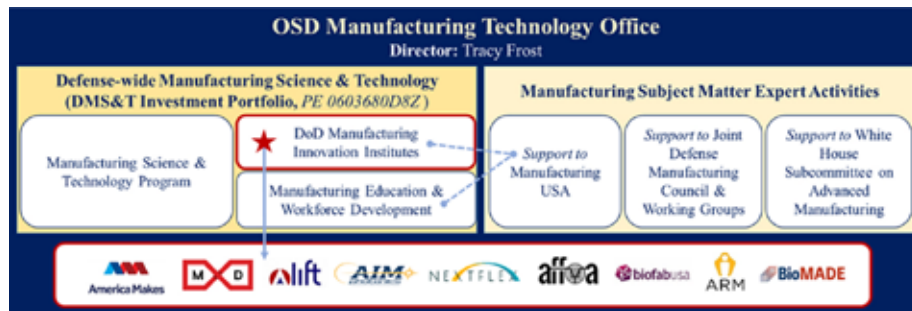 OSD Manufacturing Technology Office
Director: Tracy Frost
Defense-wide Manufacturing Science & Technology
(DMS&T Investment Portfolio, PE 0603680D8Z )
Manufacturing Science &
Technology Program
DoD Manufacturing
Innovation Institutes
Manufacturing Education &
Workforce Development
Manufacturing Subject Matter Expert Activities
Support to
Manufacturing
USA
Support to Joint
Defense
Manufacturing
Council &
Working Groups
Support to White
House
Subcommittee on
Advanced
Manufacturing
America Makes
M D
lift
AIM
NEXTFLEX
affoa
biofabusa
ARM
BioMADE